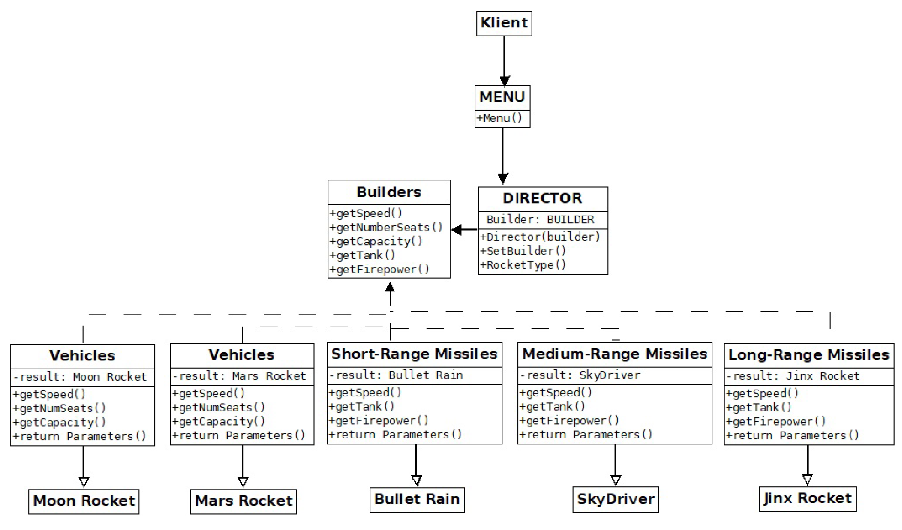 Klient
MENU
+Menu()
Builders
+getSpeed()
+getNumberSeats()
+getCapacity()
+getTank()
+getFirepower()
DIRECTOR
Builder: BUILDER
+Director(builder)
+SetBuilder()
+RocketType()
Vehicles
-result: Moon Rocket
+getSpeed()
+getNumSeats()
+getCapacity()
+return Parameters()
Vehicles
-result: Mars Rocket
+getSpeed()
+getNumSeats()
+getCapacity()
+return Parameters()
Short-Range Missiles
-result: Bullet Rain
+getSpeed()
+getTank()
+getFirepower()
+return Parameters()
Medium-Range Missiles
-result: SkyDriver
+getSpeed()
+getTank()
+getFirepower()
+return Parameters()
Long-Range Missiles
-result: Jinx Rocket
+getSpeed()
+getTank()
+getFirepower()
+return Parameters()
Moon Rocket
Mars Rocket
Bullet Rain
SkyDriver
Jinx Rocket